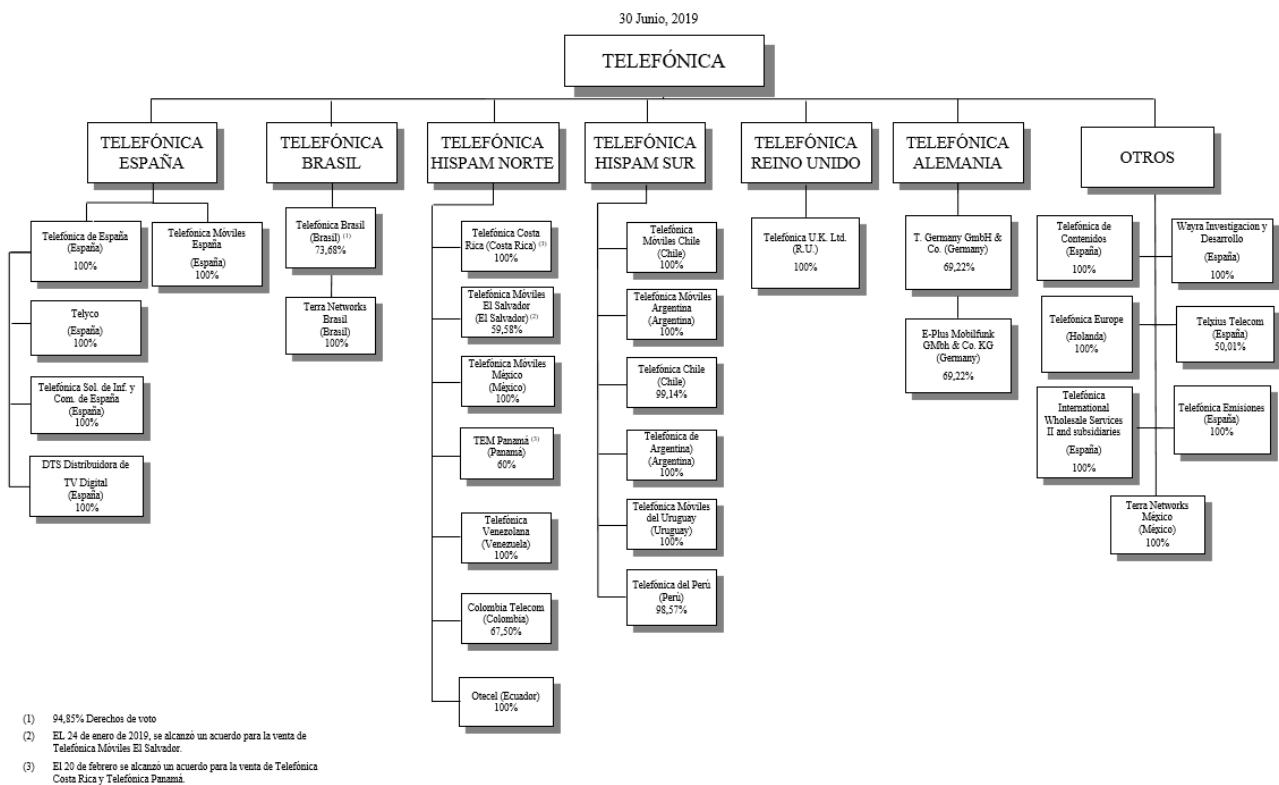 30 Junio, 2019
TELEFÓNICA
TELEFÓNICA
ESPAÑA
TELEFÓNICA
BRASIL
TELEFÓNICA
HISPAM NORTE
TELEFÓNICA
HISPAM SUR
TELEFÓNICA
REINO UNIDO
TELEFÓNICA
ALEMANIA
OTROS
Telefónica de España
(España)
100%
Telefónica Móviles
España
(España)
100%
Telyco
(España)
100%
Telefónica Sol. de Inf. y
Com. de España
(España)
100%
DTS Distribuidora de
TV Digital
(España)
100%
Telefónica Brasil
(Brasil) (1)
73,68%
Terra Networks
Brasil
(Brasil)
100%
Telefónica Costa
Rica (Costa Rica) (3)
100%
Telefónica Móviles
El Salvador
(El Salvador) (2)
59,58%
Telefónica Móviles
México
(México)
100%
TEM Panamá (3)
(Panamá)
60%
Telefónica
Venezolana
(Venezuela)
100%
Colombia Telecom
(Colombia)
67,50%
Otecel (Ecuador)
100%
Telefónica
Móviles Chile
(Chile)
100%
Telefónica Móviles
Argentina
(Argentina)
100%
Telefónica Chile
(Chile)
99,14%
Telefónica de
Argentina)
(Argentina)
100%
Telefónica Móviles
del Uruguay
(Uruguay)
100%
Telefónica del Perú
(Perú)
98,57%
Telefónica U.K. Ltd.
(R.U.)
100%
T. Germany GmbH &
Co. (Germany)
69,22%
E-Plus Mobilfunk
GMbh & Co. KG
(Germany)
69,22%
Telefónica de
Contenidos
(España)
100%
Wayra Investigacion y
Desarrollo
(España)
100%
Telefónica Europe
(Holanda)
100%
Telxius Telecom
(España)
50,01%
Telefónica
International
Wholesale Services
II and subsidiaries
(España)
100%
Telefónica Emisiones
(España)
100%
Terra Networks
México
(México)
100%
(1) 94,85% Derechos de voto
(2) EL 24 de enero de 2019, se alcanzó un acuerdo para la venta de
Telefónica Móviles El Salvador.
(3) El 20 de febrero se alcanzó un acuerdo para la venta de Telefónica
Costa Rica y Telefónica Panamá.